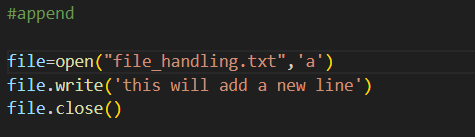 #append
file=open("file_handling.txt",'a')
file.write('this will add a new line')
file.close()